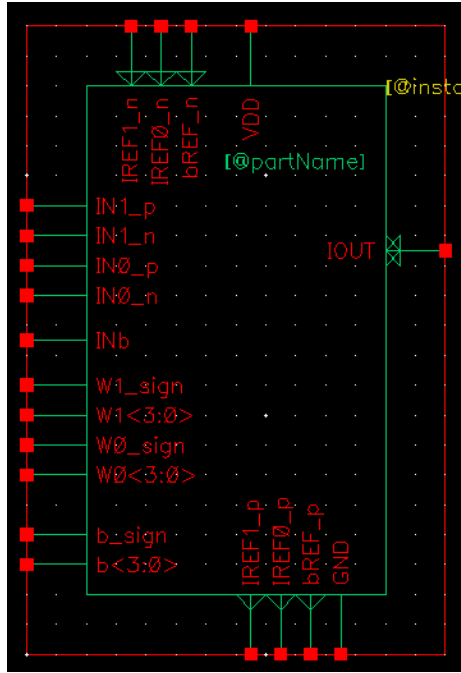 IREF1_n
IREF0_n
bREF_n
VDD
[@insta
[@partName]
IN1_p
IN1_n
IN0_p
IN0_n
IOUT
INb
W1_sign
W1<3:0>
W0_sign
W0<3:0>
b_sign
b<3:0>
IREF1_p
IREF0_p
bREF_p
GND